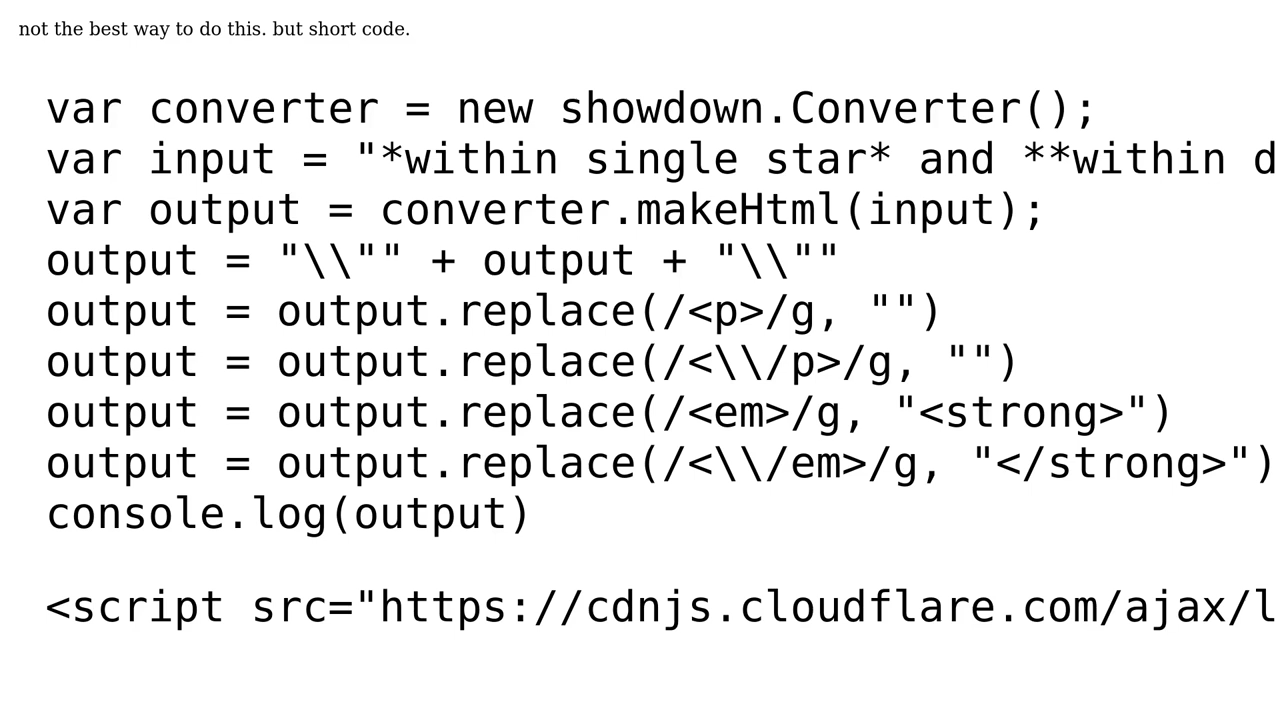 not the best way to do this. but short code.
var converter = new showdown.Converter();
var input = "*within single star* and **within d
var output = converter.makeHtml(input);
output = "\\"" + output + "\\""
output = output.replace(/<p>/g, "")
output = output.replace(/<\\/p>/g, "")
output = output.replace(/<em>/g, "<strong>")
output = output.replace(/<\\/em>/g, "</strong>")
console.log(output)
<script src="https://cdnjs.cloudflare.com/ajax/l